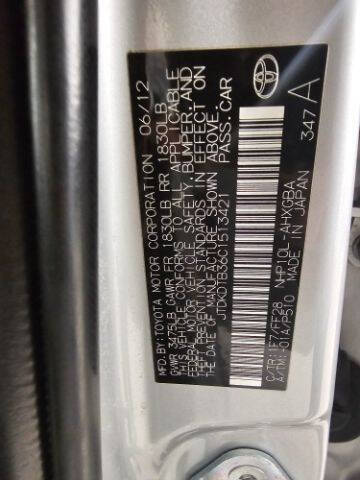 MFD.BY:TOYOTA MOTOR CORPORATION 06/12
GVWR 3475LB GAWR FR 1830LB RR 1830LB
THIS VEHICLE CONFORMS TO ALL APPLICABLE
FEDERAL MOTOR VEHICLE SAFETY, BUMPER, AND
THEFT PREVENTION STANDARDS IN EFFECT ON
THE DATE OF MANUFACTURE SHOWN ABOVE.
JTDKDTB33C1513421 PASS.CAR
C/TR:1F7/FF28 NHP10L-AHXGBA
A/TM:-01A/P510 MADE IN JAPAN
347A